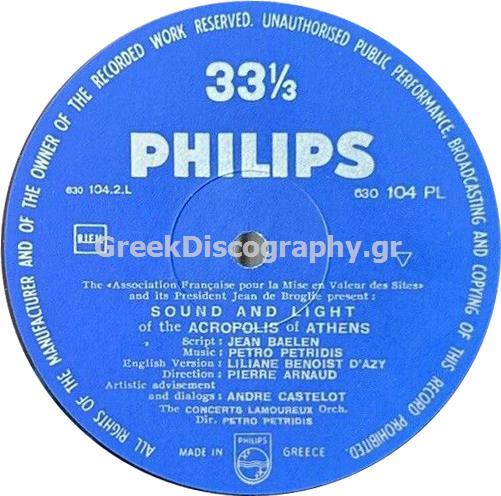 ALL RIGHTS OF THE MANUFACTURER AND OF THE OWNER OF THE RECORDED WORK RESERVED. UNAUTHORISED PUBLIC PERFORMANCE, BROADCASTING AND COPYING OF THIS RECORD PROHIBITED.
33⅓
PHILIPS
630 104.2.L
630 104 PL
B.I.E.M.
GreekDiscography.gr
The «Association Française pour la Mise en Valeur des Sites»
and its President Jean de Broglie present :
SOUND AND LIGHT
of the ACROPOLIS of ATHENS
Script : JEAN BAELEN
Music : PETRO PETRIDIS
English Version : LILIANE BENOIST D'AZY
Direction : PIERRE ARNAUD
Artistic advisement
and dialogs : ANDRE CASTELOT
The CONCERTS LAMOUREUX Orch.
Dir. PETRO PETRIDIS
MADE IN
PHILIPS
GREECE